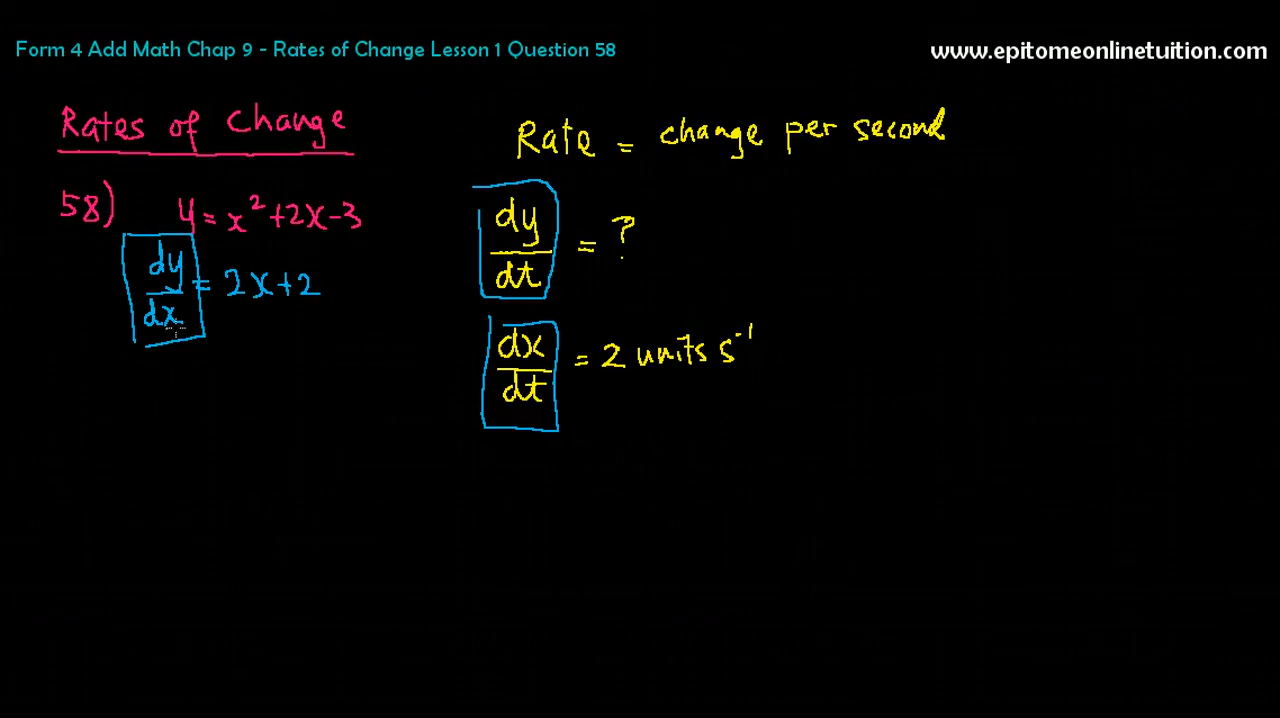 Form 4 Add Math Chap 9 - Rates of Change Lesson 1 Question 58
www.epitomeonlinetuition.com
Rates of Change
Rate = change per second
58) y = x² + 2x - 3
dy/dx = 2x + 2
dy/dt = ?
dx/dt = 2 units s⁻¹